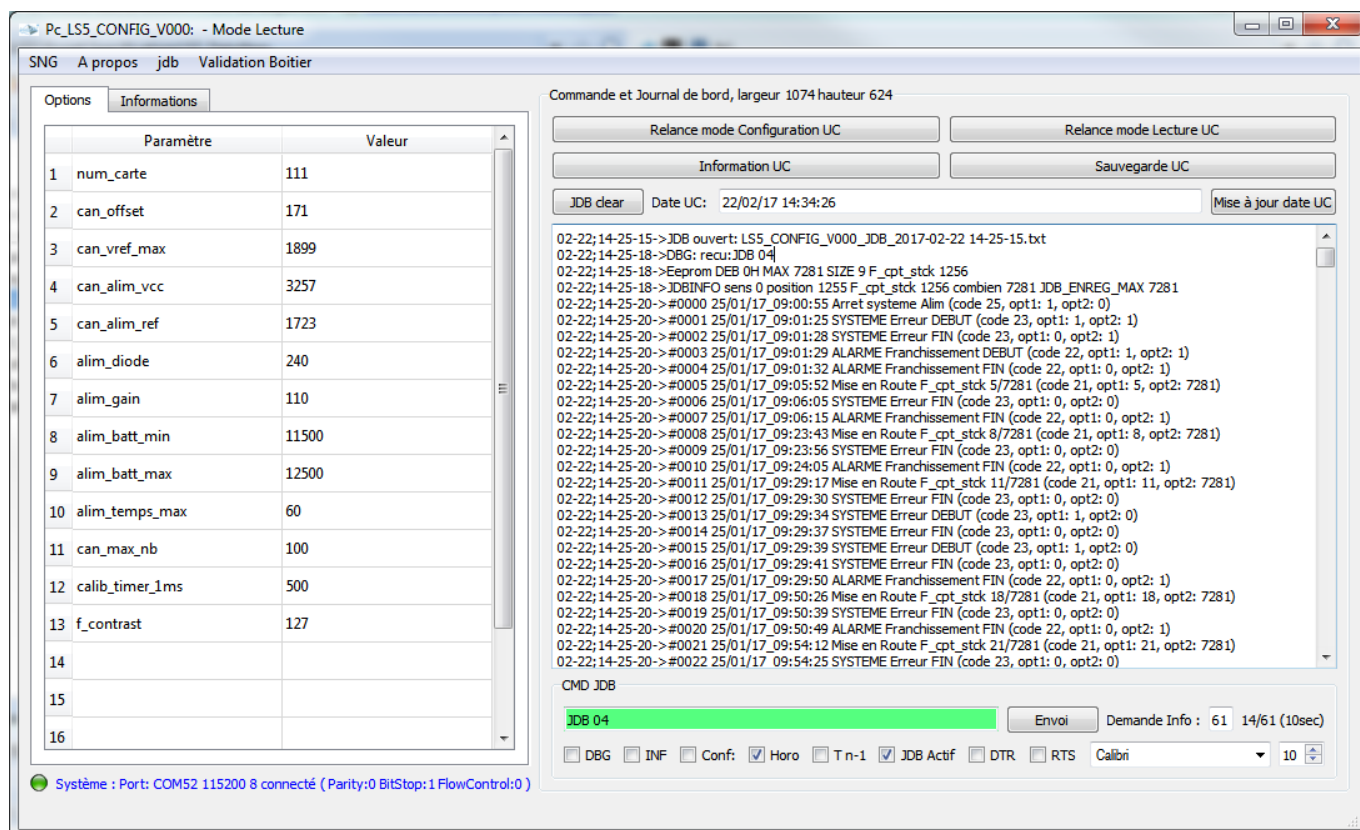 Pc_LS5_CONFIG_V000: - Mode Lecture
SNG A propos jdb Validation Boitier
Options Informations
Paramètre Valeur
1 num_carte 111
2 can_offset 171
3 can_vref_max 1899
4 can_alim_vcc 3257
5 can_alim_ref 1723
6 alim_diode 240
7 alim_gain 110
8 alim_batt_min 11500
9 alim_batt_max 12500
10 alim_temps_max 60
11 can_max_nb 100
12 calib_timer_1ms 500
13 f_contrast 127
14
15
16
Système : Port: COM52 115200 8 connecté ( Parity:0 BitStop:1 FlowControl:0 )
Commande et Journal de bord, largeur 1074 hauteur 624
Relance mode Configuration UC Relance mode Lecture UC
Information UC Sauvegarde UC
JDB clear Date UC: 22/02/17 14:34:26 Mise à jour date UC
02-22;14-25-15->JDB ouvert: LS5_CONFIG_V000_JDB_2017-02-22 14-25-15.txt
02-22;14-25-18->DBG: recu:JDB 04
02-22;14-25-18->Eeprom DEB 0H MAX 7281 SIZE 9 F_cpt_stck 1256
02-22;14-25-18->JDBINFO sens 0 position 1255 F_cpt_stck 1256 combien 7281 JDB_ENREG_MAX 7281
02-22;14-25-20->#0000 25/01/17_09:00:55 Arret systeme Alim (code 25, opt1: 1, opt2: 0)
02-22;14-25-20->#0001 25/01/17_09:01:25 SYSTEME Erreur DEBUT (code 23, opt1: 1, opt2: 1)
02-22;14-25-20->#0002 25/01/17_09:01:28 SYSTEME Erreur FIN (code 23, opt1: 0, opt2: 1)
02-22;14-25-20->#0003 25/01/17_09:01:29 ALARME Franchissement DEBUT (code 22, opt1: 1, opt2: 1)
02-22;14-25-20->#0004 25/01/17_09:01:32 ALARME Franchissement FIN (code 22, opt1: 0, opt2: 1)
02-22;14-25-20->#0005 25/01/17_09:05:52 Mise en Route F_cpt_stck 5/7281 (code 21, opt1: 5, opt2: 7281)
02-22;14-25-20->#0006 25/01/17_09:06:05 SYSTEME Erreur FIN (code 23, opt1: 0, opt2: 0)
02-22;14-25-20->#0007 25/01/17_09:06:15 ALARME Franchissement FIN (code 22, opt1: 0, opt2: 1)
02-22;14-25-20->#0008 25/01/17_09:23:43 Mise en Route F_cpt_stck 8/7281 (code 21, opt1: 8, opt2: 7281)
02-22;14-25-20->#0009 25/01/17_09:23:56 SYSTEME Erreur FIN (code 23, opt1: 0, opt2: 0)
02-22;14-25-20->#0010 25/01/17_09:24:05 ALARME Franchissement FIN (code 22, opt1: 0, opt2: 1)
02-22;14-25-20->#0011 25/01/17_09:29:17 Mise en Route F_cpt_stck 11/7281 (code 21, opt1: 11, opt2: 7281)
02-22;14-25-20->#0012 25/01/17_09:29:30 SYSTEME Erreur FIN (code 23, opt1: 0, opt2: 0)
02-22;14-25-20->#0013 25/01/17_09:29:34 SYSTEME Erreur DEBUT (code 23, opt1: 1, opt2: 0)
02-22;14-25-20->#0014 25/01/17_09:29:37 SYSTEME Erreur FIN (code 23, opt1: 0, opt2: 0)
02-22;14-25-20->#0015 25/01/17_09:29:39 SYSTEME Erreur DEBUT (code 23, opt1: 1, opt2: 0)
02-22;14-25-20->#0016 25/01/17_09:29:41 SYSTEME Erreur FIN (code 23, opt1: 0, opt2: 0)
02-22;14-25-20->#0017 25/01/17_09:29:50 ALARME Franchissement FIN (code 22, opt1: 0, opt2: 1)
02-22;14-25-20->#0018 25/01/17_09:50:26 Mise en Route F_cpt_stck 18/7281 (code 21, opt1: 18, opt2: 7281)
02-22;14-25-20->#0019 25/01/17_09:50:39 SYSTEME Erreur FIN (code 23, opt1: 0, opt2: 0)
02-22;14-25-20->#0020 25/01/17_09:50:49 ALARME Franchissement FIN (code 22, opt1: 0, opt2: 1)
02-22;14-25-20->#0021 25/01/17_09:54:12 Mise en Route F_cpt_stck 21/7281 (code 21, opt1: 21, opt2: 7281)
02-22;14-25-20->#0022 25/01/17_09:54:25 SYSTEME Erreur FIN (code 23, opt1: 0, opt2: 0)
CMD JDB
JDB 04 Envoi Demande Info : 61 14/61 (10sec)
DBG INF Conf: Horo T n-1 JDB Actif DTR RTS Calibri 10